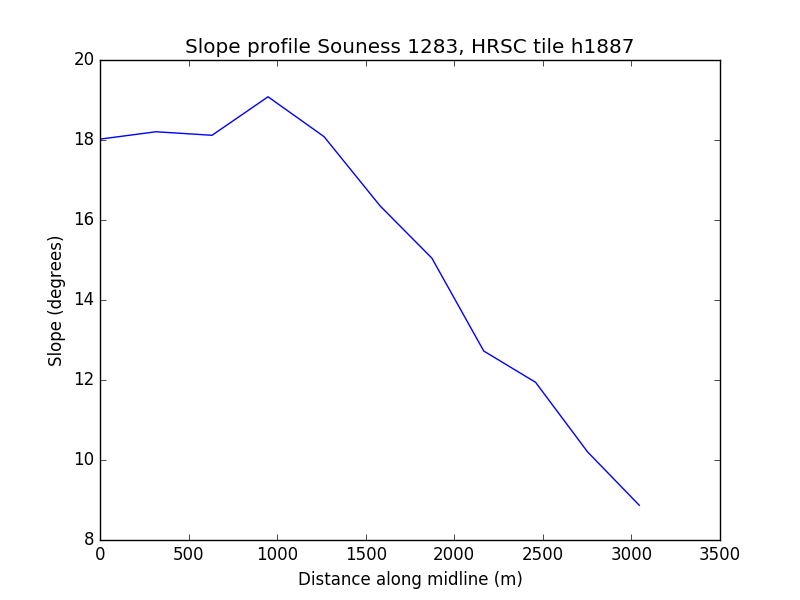 Slope profile Souness 1283, HRSC tile h1887
20
18
16
14
12
10
8
Slope (degrees)
0 500 1000 1500 2000 2500 3000 3500
Distance along midline (m)